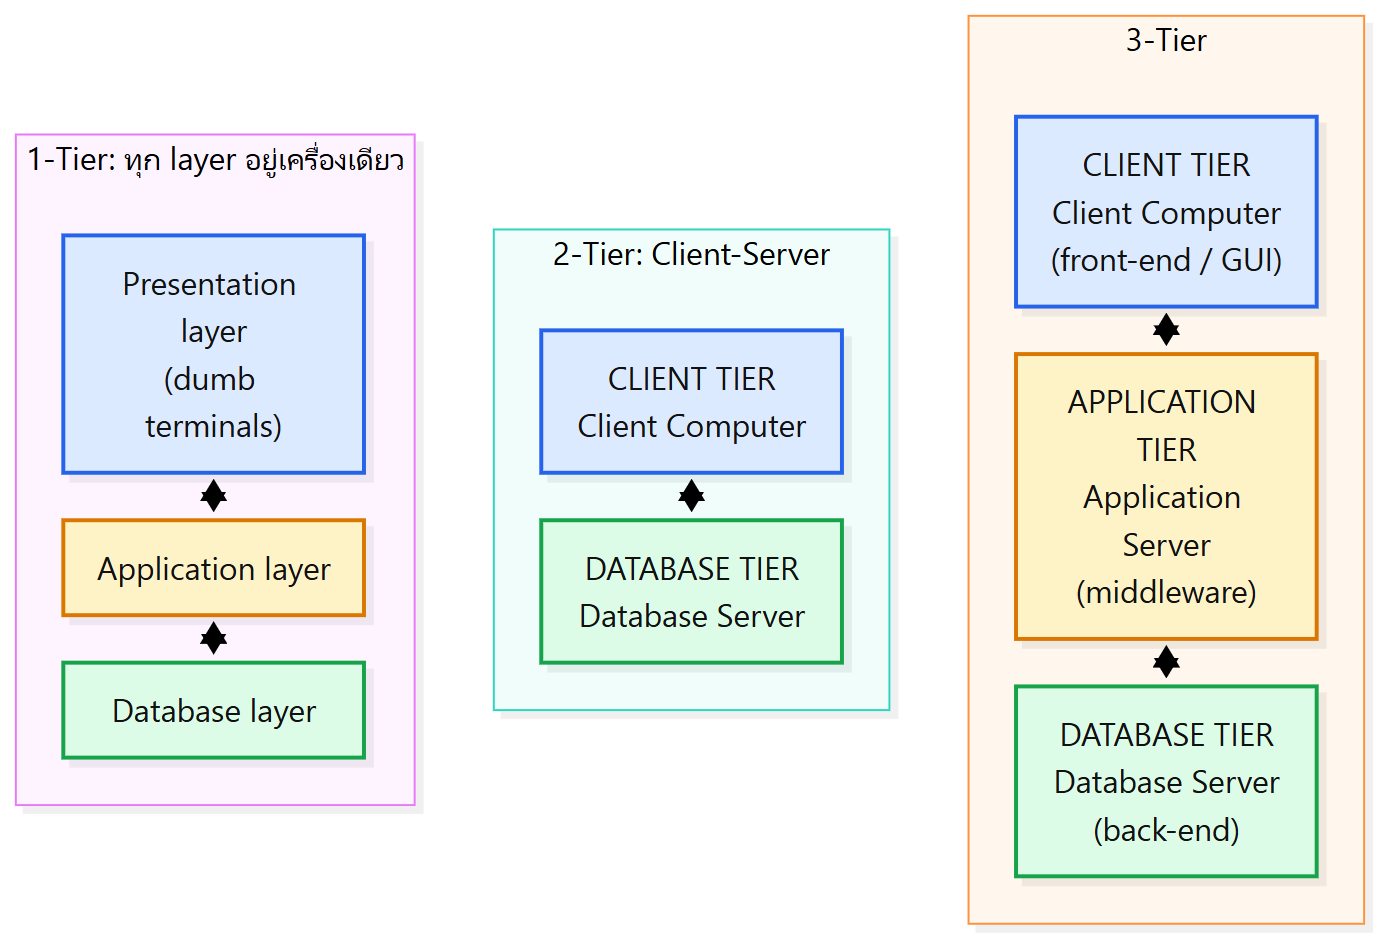 1-Tier: ทุก layer อยู่เครื่องเดียว
Presentation
layer
(dumb
terminals)
Application layer
Database layer
2-Tier: Client-Server
CLIENT TIER
Client Computer
DATABASE TIER
Database Server
3-Tier
CLIENT TIER
Client Computer
(front-end / GUI)
APPLICATION
TIER
Application
Server
(middleware)
DATABASE TIER
Database Server
(back-end)